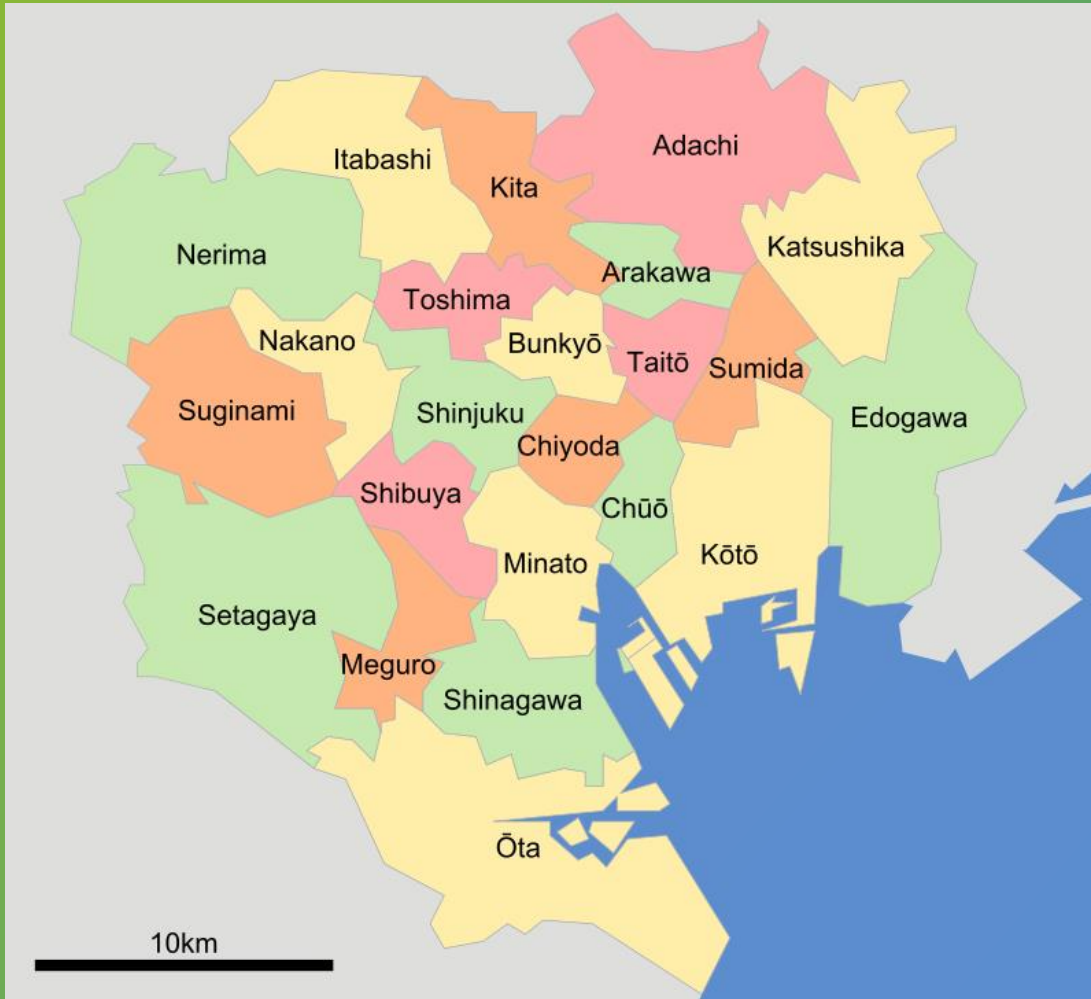 Adachi
Itabashi
Kita
Katsushika
Nerima
Arakawa
Toshima
Nakano
Bunkyō
Taitō
Sumida
Suginami
Shinjuku
Edogawa
Chiyoda
Shibuya
Chūō
Minato
Kōtō
Setagaya
Meguro
Shinagawa
Ōta
10km